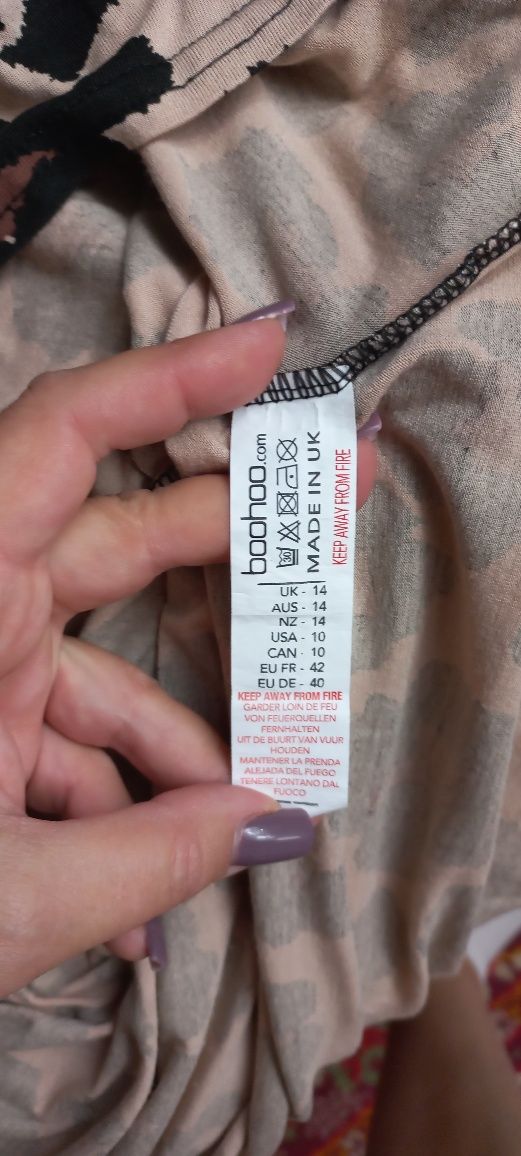 boohoo.com
30
MADE IN UK
KEEP AWAY FROM FIRE
UK - 14
AUS - 14
NZ - 14
USA - 10
CAN - 10
EU FR - 42
EU DE - 40
KEEP AWAY FROM FIRE
GARDER LOIN DE FEU
VON FEUERQUELLEN
FERNHALTEN
UIT DE BUURT VAN VUUR
HOUDEN
MANTENER LA PRENDA
ALEJADA DEL FUEGO
TENERE LONTANO DAL
FUOCO